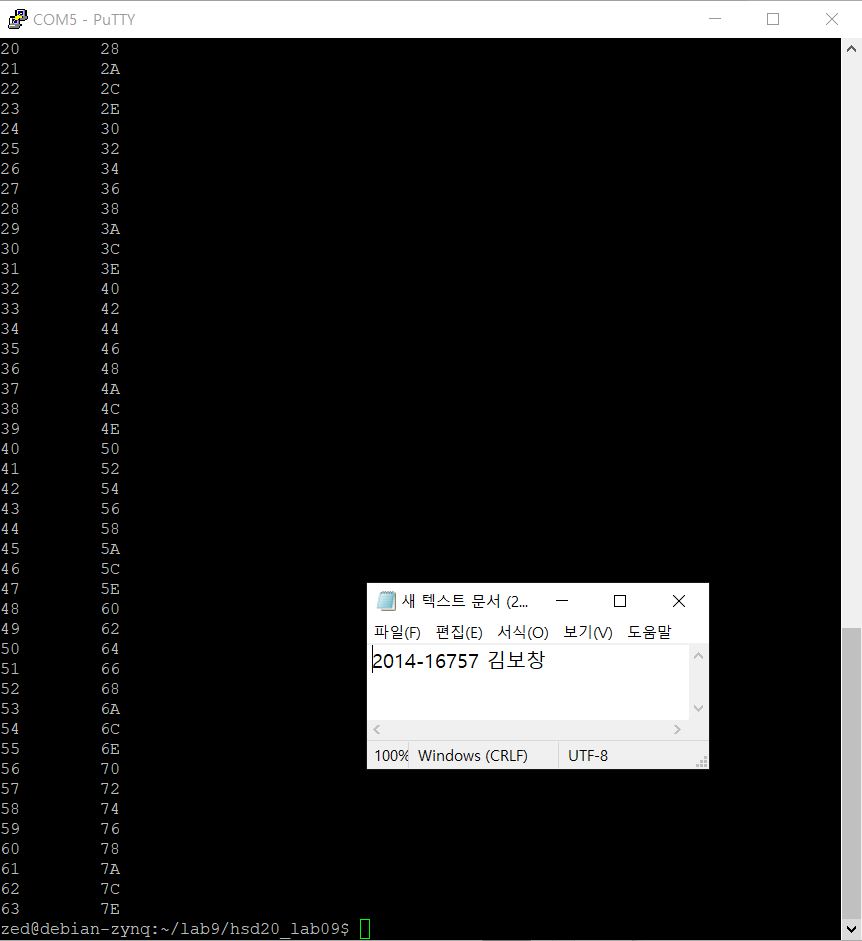 COM5 - PuTTY
20 28
21 2A
22 2C
23 2E
24 30
25 32
26 34
27 36
28 38
29 3A
30 3C
31 3E
32 40
33 42
34 44
35 46
36 48
37 4A
38 4C
39 4E
40 50
41 52
42 54
43 56
44 58
45 5A
46 5C
47 5E
48 60
49 62
50 64
51 66
52 68
53 6A
54 6C
55 6E
56 70
57 72
58 74
59 76
60 78
61 7A
62 7C
63 7E
zed@debian-zynq:~/lab9/hsd20_lab09$
새 텍스트 문서 (2...
파일(F) 편집(E) 서식(O) 보기(V) 도움말
2014-16757 김보창
100% Windows (CRLF) UTF-8